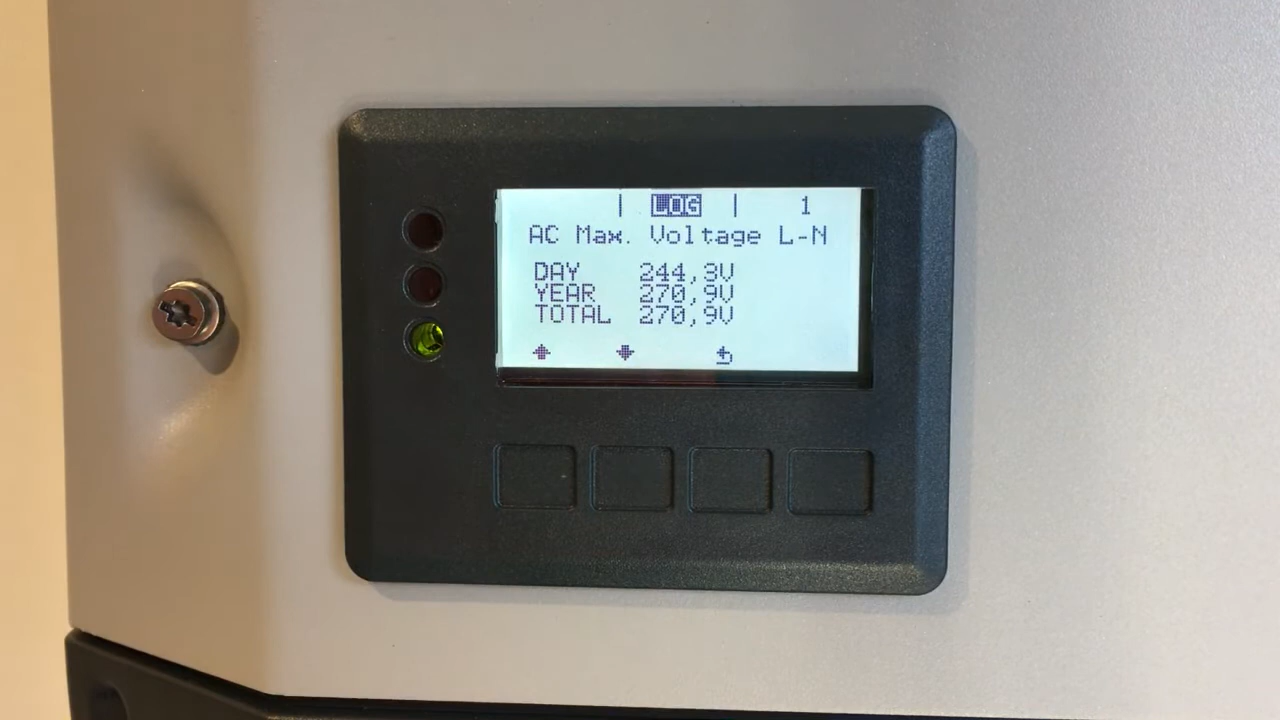 | LOG | 1
AC Max. Voltage L-N
DAY 244,3V
YEAR 270,9V
TOTAL 270,9V